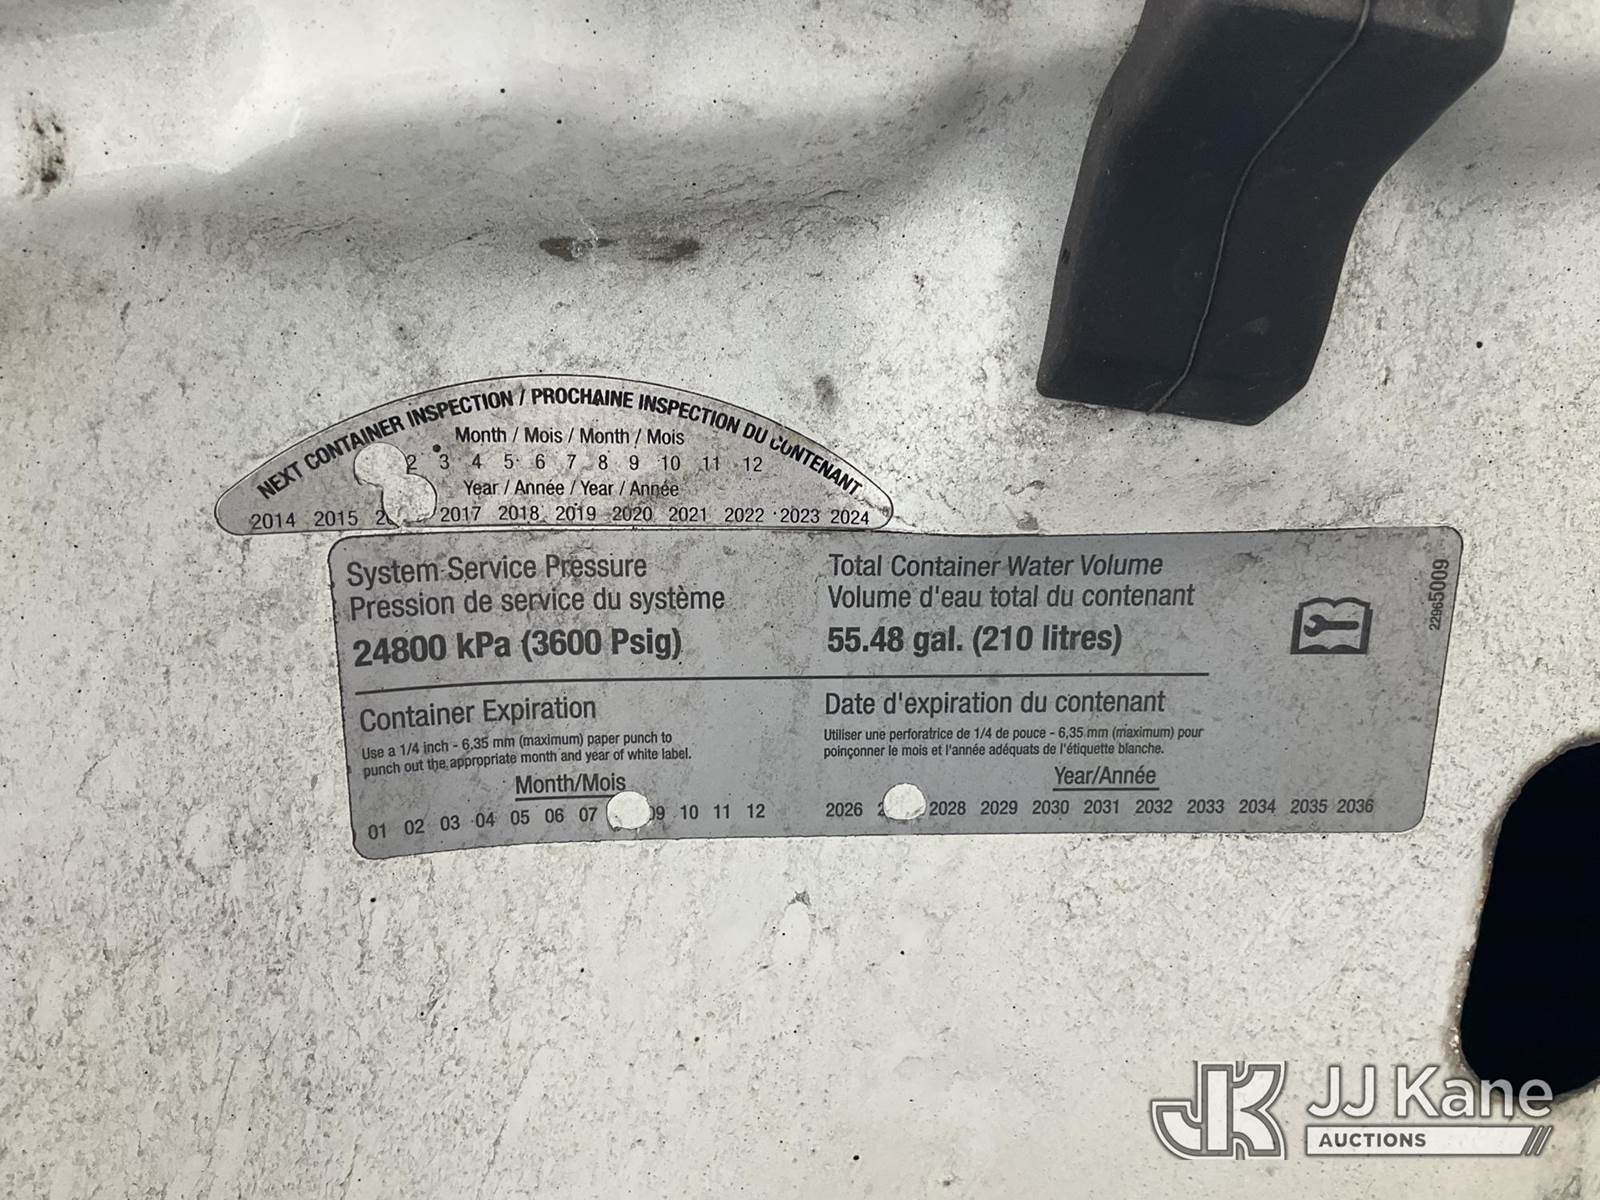 NEXT CONTAINER INSPECTION / PROCHAINE INSPECTION DU CONTENANT
Month / Mois / Month / Mois
2 3 4 5 6 7 8 9 10 11 12
Year / Année / Year / Année
2014 2015 2017 2018 2019 2020 2021 2022 2023 2024
System Service Pressure
Pression de service du système
24800 kPa (3600 Psig)
Total Container Water Volume
Volume d'eau total du contenant
55.48 gal. (210 litres)
22965009
Container Expiration
Use a 1/4 inch - 6,35 mm (maximum) paper punch to
punch out the appropriate month and year of white label.
Month/Mois
01 02 03 04 05 06 07 09 10 11 12
Date d'expiration du contenant
Utiliser une perforatrice de 1/4 de pouce - 6,35 mm (maximum) pour
poinçonner le mois et l'année adéquats de l'étiquette blanche.
Year/Année
2026 2028 2029 2030 2031 2032 2033 2034 2035 2036
JK
JJ Kane
AUCTIONS